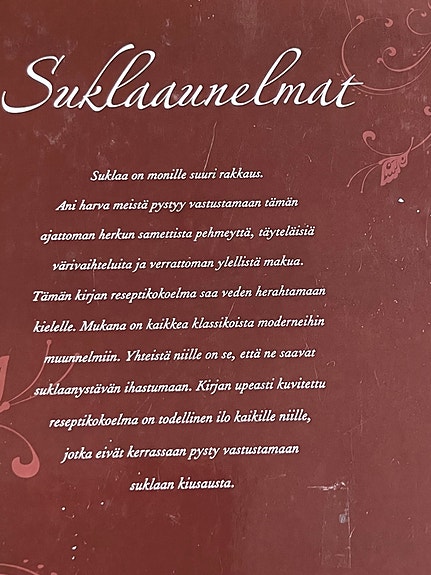 Suklaaunelmat
Suklaa on monille suuri rakkaus.
Ani harva meistä pystyy vastustamaan tämän
ajattoman herkun samettista pehmeyttä, täyteläisiä
värivaihteluita ja verrattoman ylellistä makua.
Tämän kirjan reseptikokoelma saa veden herahtamaan
kielelle. Mukana on kaikkea klassikoista moderneihin
muunnelmiin. Yhteistä niille on se, että ne saavat
suklaanystävän ihastumaan. Kirjan upeasti kuvitettu
reseptikokoelma on todellinen ilo kaikille niille,
jotka eivät kerrassaan pysty vastustamaan
suklaan kiusausta.